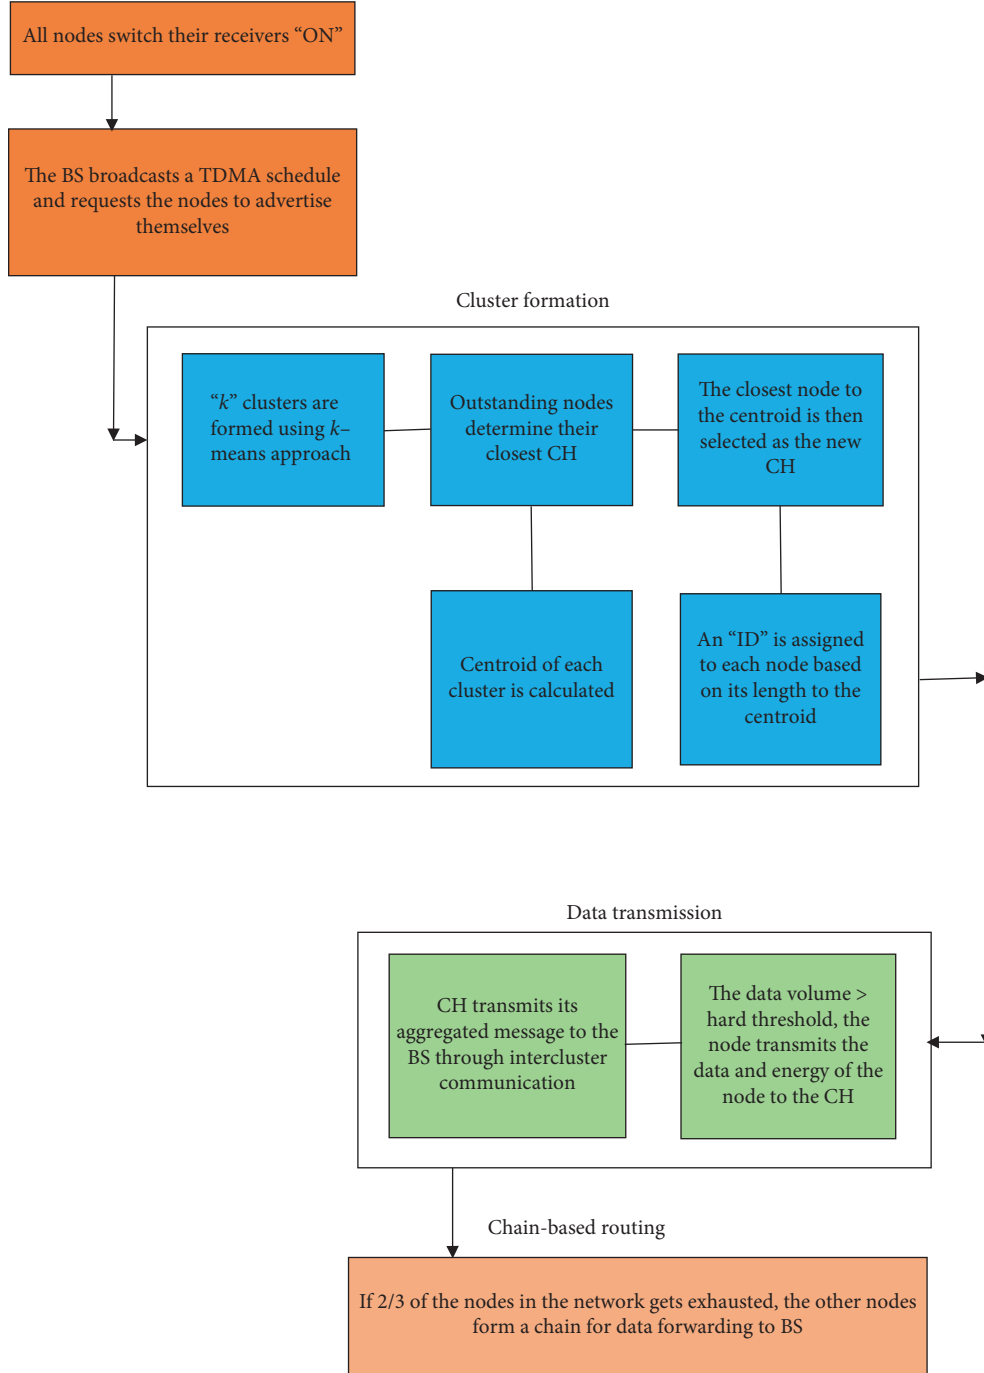 All nodes switch their receivers “ON”
The BS broadcasts a TDMA schedule
and requests the nodes to advertise
themselves
Cluster formation
“k” clusters are
formed using k–
means approach
Outstanding nodes
determine their
closest CH
The closest node to
the centroid is then
selected as the new
CH
Centroid of each
cluster is calculated
An “ID” is assigned
to each node based
on its length to the
centroid
Data transmission
CH transmits its
aggregated message to the
BS through intercluster
communication
The data volume >
hard threshold, the
node transmits the
data and energy of the
node to the CH
Chain-based routing
If 2/3 of the nodes in the network gets exhausted, the other nodes
form a chain for data forwarding to BS